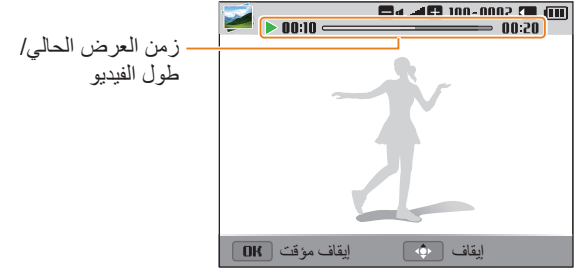 100-0002
00:10 00:20
زمن العرض الحالي/
طول الفيديو
إيقاف مؤقت OK
إيقاف